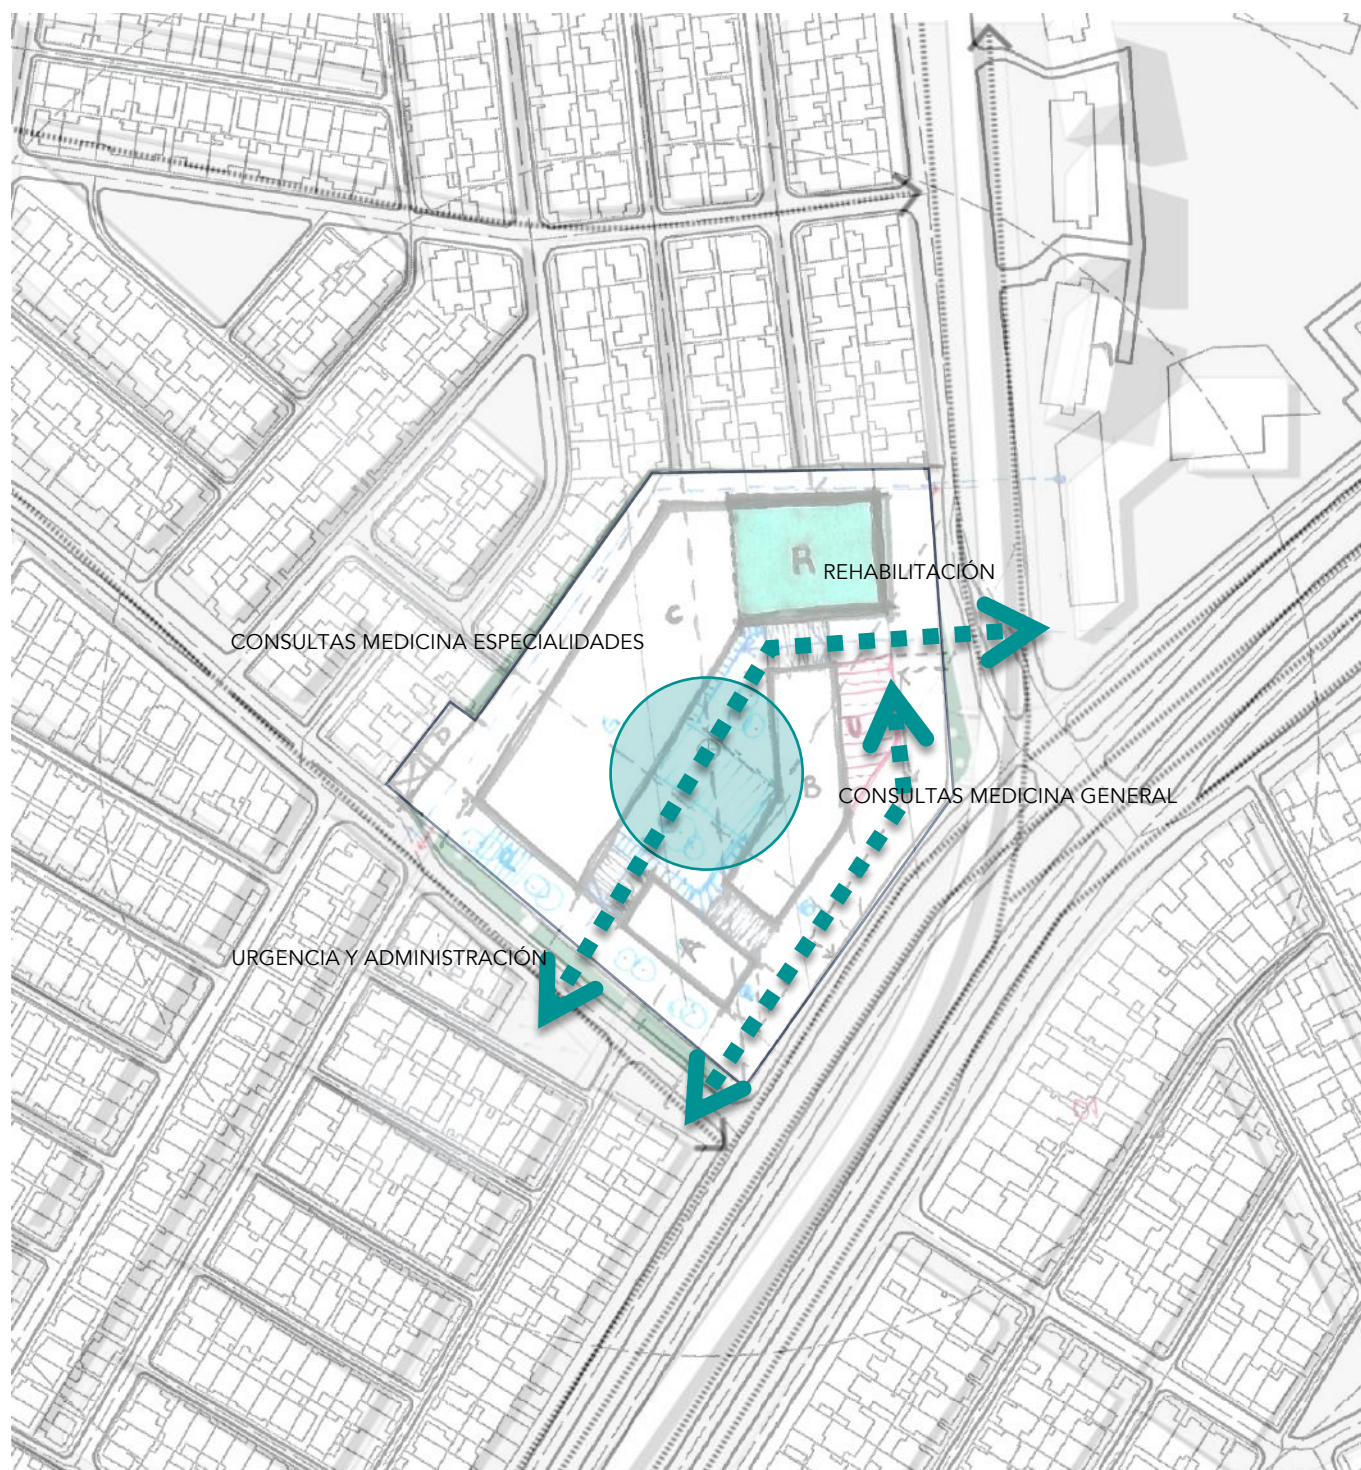 R
REHABILITACIÓN
C
CONSULTAS MEDICINA ESPECIALIDADES
U
B
CONSULTAS MEDICINA GENERAL
A
URGENCIA Y ADMINISTRACIÓN